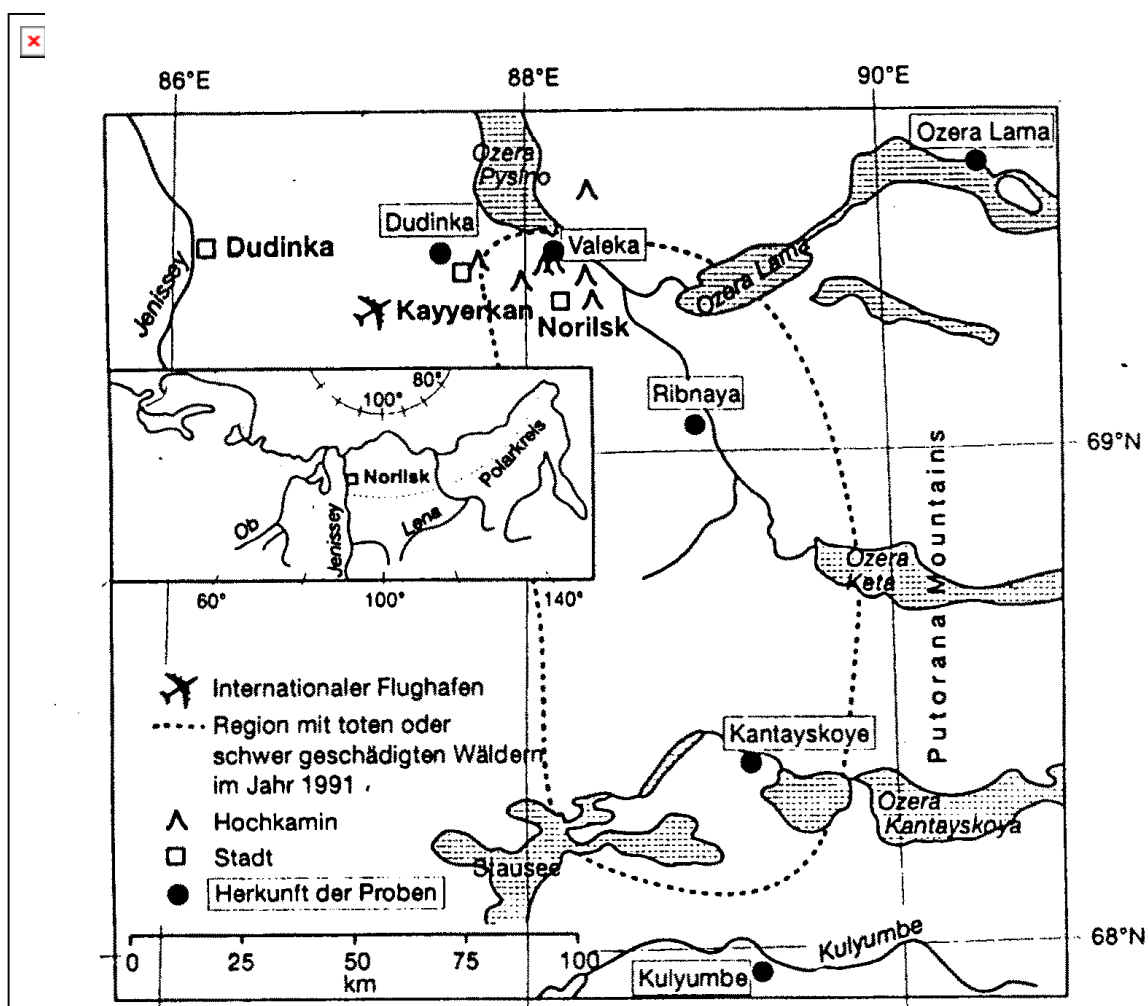 86°E
88°E
90°E
Ozera Lama
Ozera
Pysino
Dudinka
Valeka
Dudinka
Jenissey
Kayyerkan
Norilsk
Ozera Lama
Ribnaya
80°
100°
Norilsk
Polarkreis
Ob
Jenissey
Lena
69°N
Ozera
Keta
Putorana Mountains
60°
100°
140°
Internationaler Flughafen
Region mit toten oder
schwer geschädigten Wäldern
im Jahr 1991
Kantayskoye
Ozera
Kantayskoya
Hochkamin
Stadt
Stausee
Herkunft der Proben
68°N
Kulyumbe
0 25 50 75 100
km
Kulyumbe